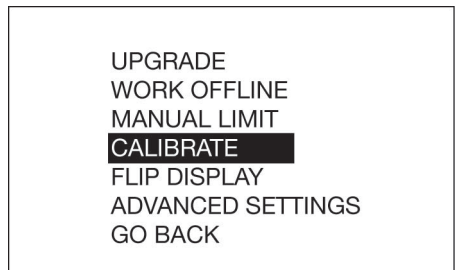 UPGRADE
WORK OFFLINE
MANUAL LIMIT
CALIBRATE
FLIP DISPLAY
ADVANCED SETTINGS
GO BACK